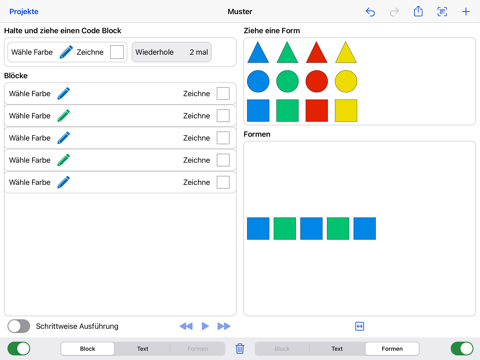 Projekte
Muster
Halte und ziehe einen Code Block
Wähle Farbe Zeichne
Wiederhole 2 mal
Blöcke
Wähle Farbe Zeichne
Wähle Farbe Zeichne
Wähle Farbe Zeichne
Wähle Farbe Zeichne
Wähle Farbe Zeichne
Schrittweise Ausführung
Block Text Formen
Ziehe eine Form
Formen
Block Text Formen